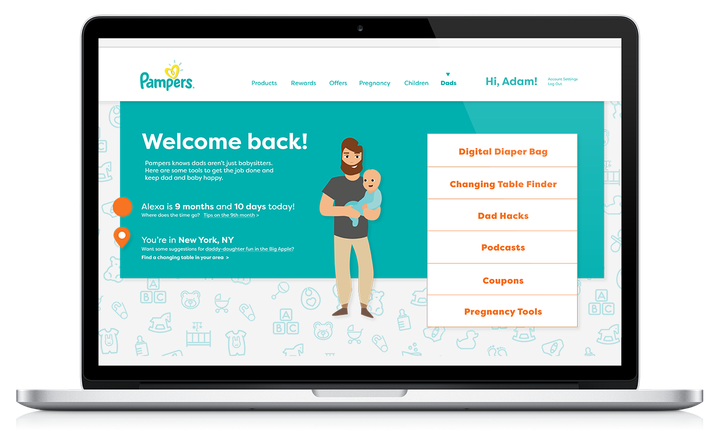 Pampers
Products Rewards Offers Pregnancy Children Dads
Hi, Adam!
Account Settings
Log Out
Welcome back!
Pampers knows dads aren't just babysitters.
Here are some tools to get the job done and
keep dad and baby happy.
Alexa is 9 months and 10 days today!
Where does the time go? Tips on the 9th month >
You're in New York, NY
Want some suggestions for daddy-daughter fun in the Big Apple?
Find a changing table in your area >
Digital Diaper Bag
Changing Table Finder
Dad Hacks
Podcasts
Coupons
Pregnancy Tools
A
B C
A
B C
A
B C